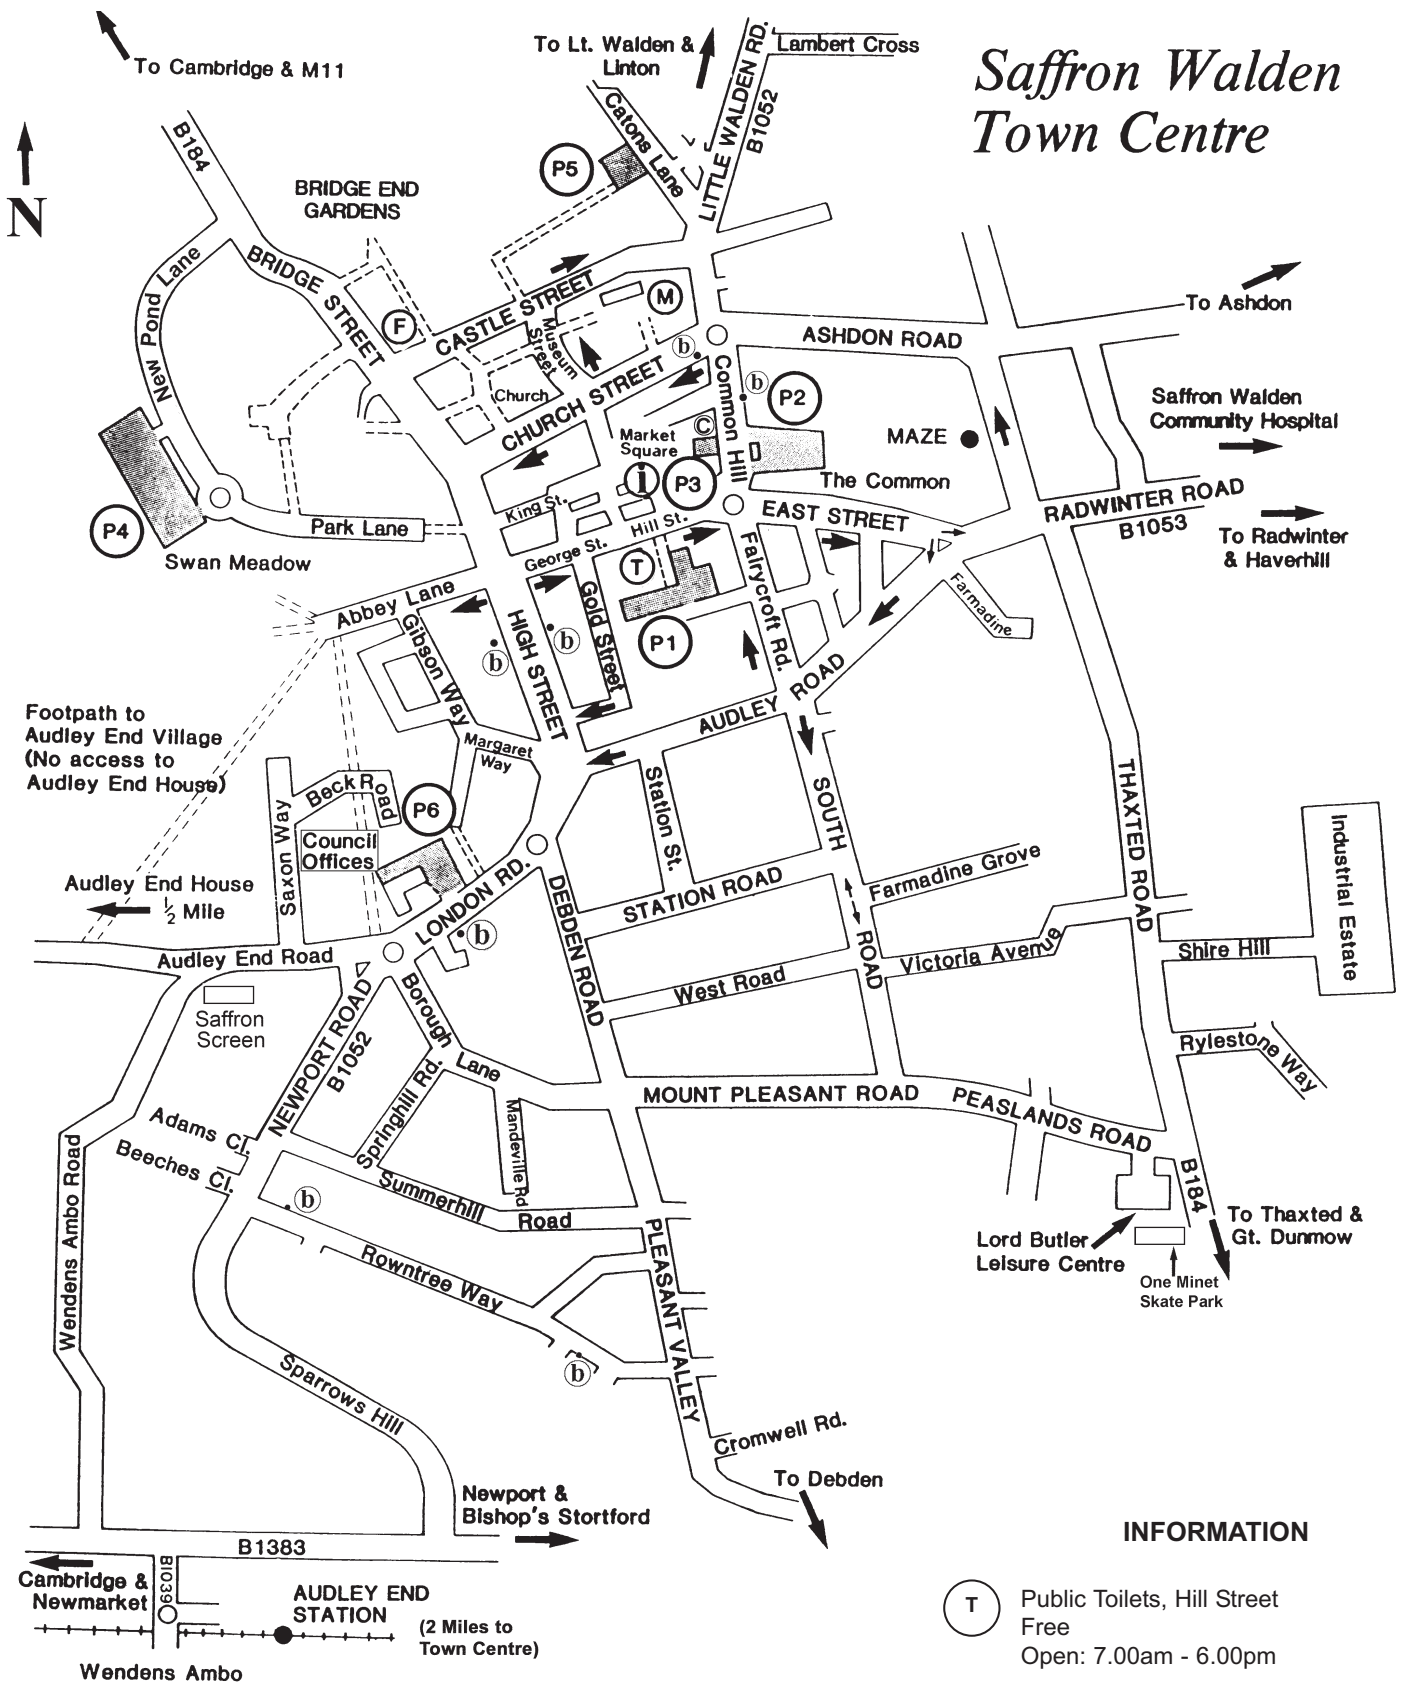 Saffron Walden
Town Centre
To Cambridge & M11
To Lt. Walden &
Linton
LITTLE WALDEN RD.
B1052
Lambert Cross
Catons Lane
B184
N
BRIDGE END
GARDENS
P5
New Pond Lane
BRIDGE STREET
F
CASTLE STREET
M
Museum
Street
Church
CHURCH STREET
b
Common Hill
b
P2
ASHDON ROAD
To Ashdon
Saffron Walden
Community Hospital
MAZE
The Common
Market
Square
C
i
P3
King St.
Hill St.
George St.
EAST STREET
RADWINTER ROAD
B1053
To Radwinter
& Haverhill
P4
Park Lane
Swan Meadow
T
P1
Fairycroft Rd.
Farmadine
Abbey Lane
Gibson Way
HIGH STREET
Gold Street
b
b
AUDLEY ROAD
Footpath to
Audley End Village
(No access to
Audley End House)
Margaret
Way
Beck Road
P6
Council
Offices
Saxon Way
Station St.
SOUTH ROAD
THAXTED ROAD
Industrial Estate
Audley End House
½ Mile
LONDON RD.
b
DEBDEN ROAD
STATION ROAD
Farmadine Grove
Victoria Avenue
Shire Hill
Audley End Road
West Road
Saffron
Screen
NEWPORT ROAD
B1052
Borough Lane
Rylestone Way
Springhill Rd.
Mandeville Rd
MOUNT PLEASANT ROAD
PEASLANDS ROAD
Adams Cl.
Beeches Cl.
b
Summerhill Road
B184
Wendens Ambo Road
Rowntree Way
PLEASANT VALLEY
Lord Butler
Leisure Centre
To Thaxted &
Gt. Dunmow
One Minet
Skate Park
b
Sparrows Hill
Cromwell Rd.
To Debden
Newport &
Bishop's Stortford
B1383
Cambridge &
Newmarket
B1039
AUDLEY END
STATION
(2 Miles to
Town Centre)
Wendens Ambo
INFORMATION
T
Public Toilets, Hill Street
Free
Open: 7.00am - 6.00pm